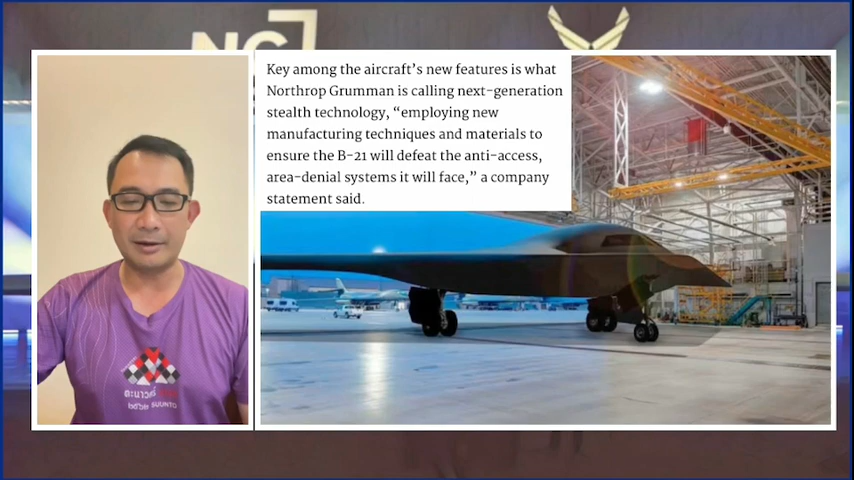 NG
Key among the aircraft’s new features is what
Northrop Grumman is calling next-generation
stealth technology, “employing new
manufacturing techniques and materials to
ensure the B-21 will defeat the anti-access,
area-denial systems it will face,” a company
statement said.
SUUNTO